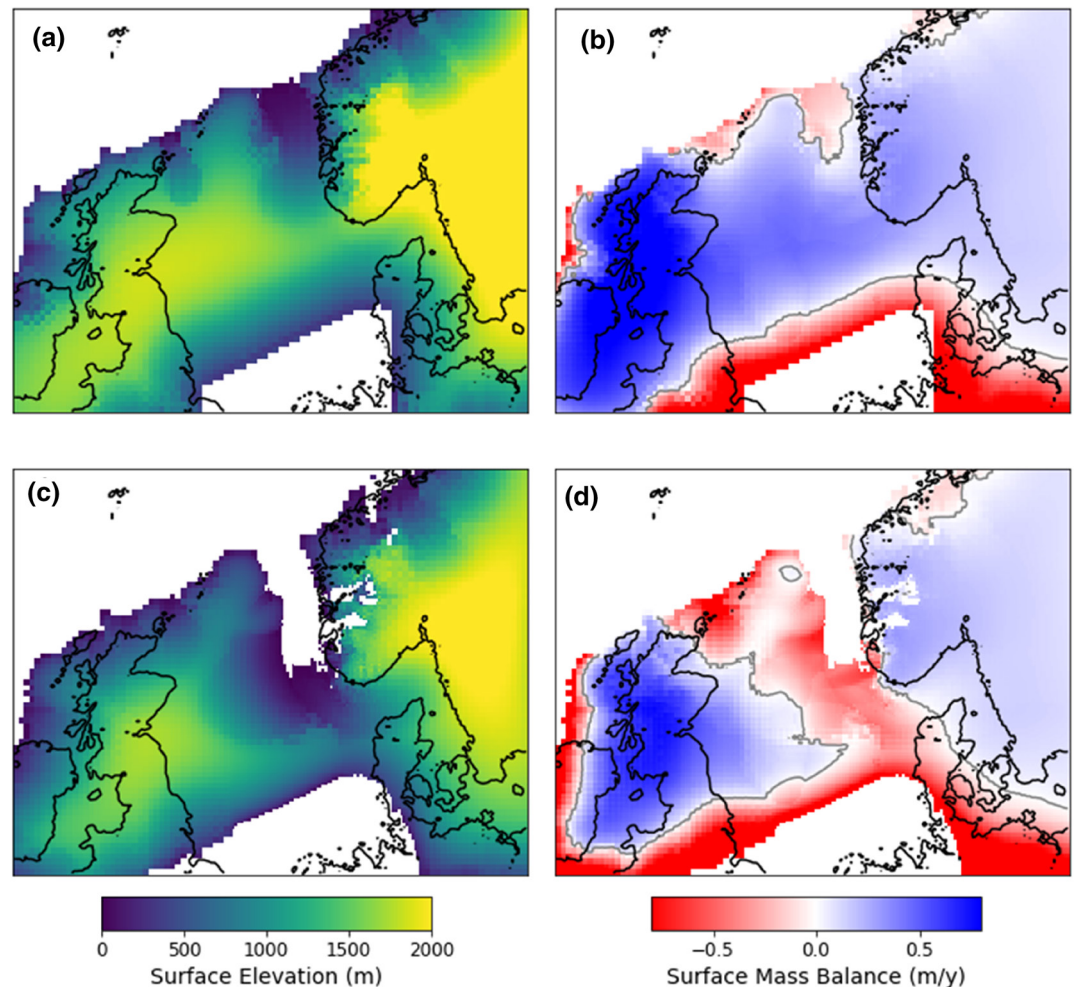 (a)
(b)
(c)
(d)
0 500 1000 1500 2000
Surface Elevation (m)
−0.5 0.0 0.5
Surface Mass Balance (m/y)